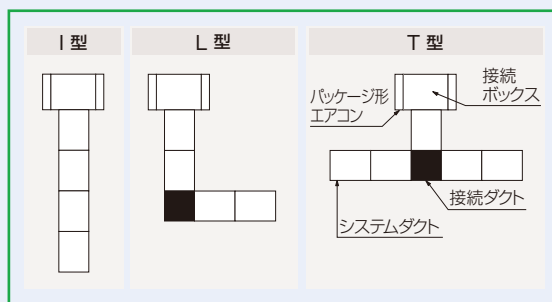 I 型
L 型
T 型
パッケージ形
エアコン
接続
ボックス
接続ダクト
システムダクト